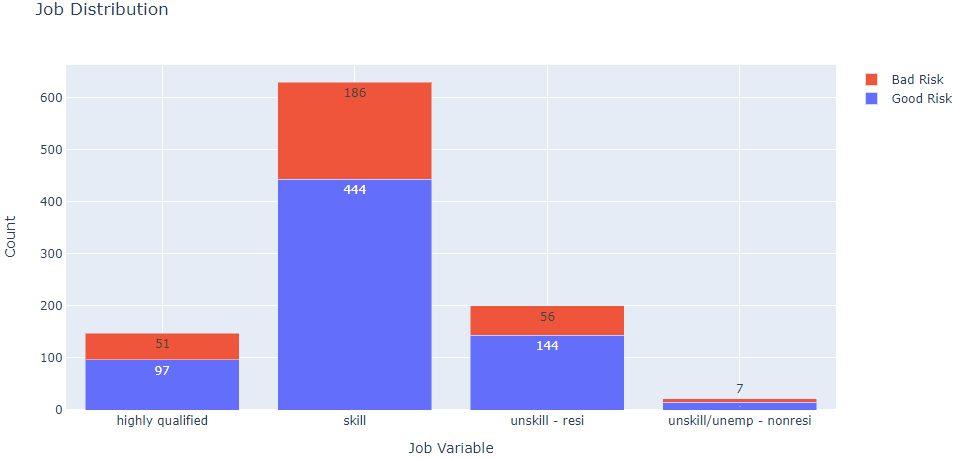 Job Distribution
Bad Risk
Good Risk
Count
600
500
400
300
200
100
0
51
97
186
444
56
144
7
highly qualified
skill
unskill - resi
unskill/unemp - nonresi
Job Variable